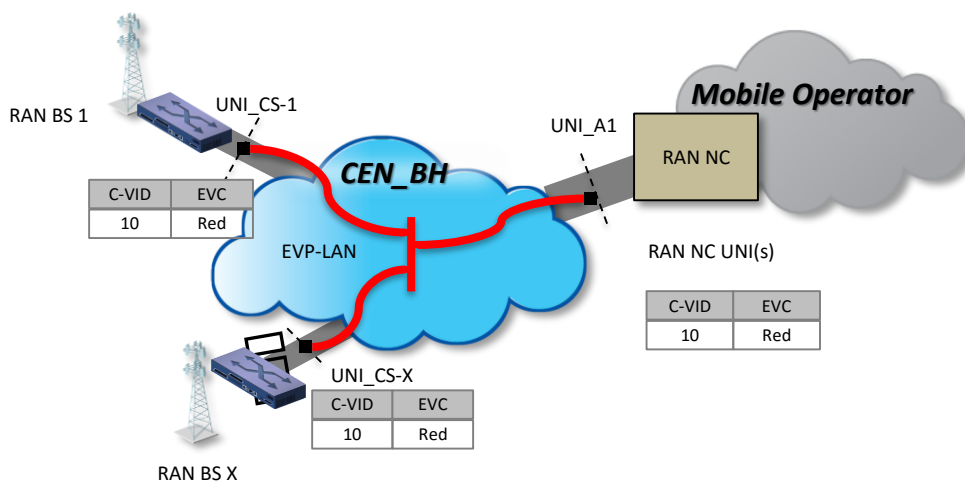 RAN BS 1
UNI_CS-1
C-VID EVC
10 Red
CEN_BH
EVP-LAN
UNI_A1
Mobile Operator
RAN NC
RAN NC UNI(s)
C-VID EVC
10 Red
UNI_CS-X
C-VID EVC
10 Red
RAN BS X